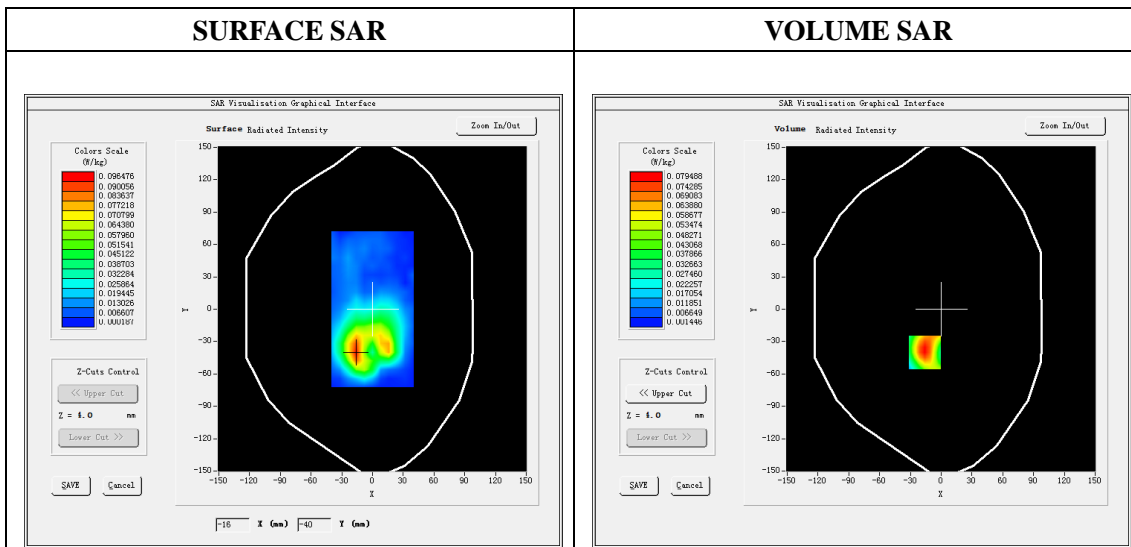 SURFACE SAR
VOLUME SAR
SAR Visualisation Graphical Interface
Surface Radiated Intensity
Zoom In/Out
Colors Scale
(W/kg)
0.096476
0.090056
0.083637
0.077218
0.070799
0.064380
0.057960
0.051541
0.045122
0.038703
0.032284
0.025864
0.019445
0.013026
0.006607
0.000187
150
120
90
60
30
0
-30
-60
-90
-120
-150
Y
-150 -120 -90 -60 -30 0 30 60 90 120 150
X
Z-Cuts Control
<< Upper Cut
Z = 4.0 mm
Lower Cut >>
SAVE Cancel
-16 X (mm) -40 Y (mm)
SAR Visualisation Graphical Interface
Volume Radiated Intensity
Zoom In/Out
Colors Scale
(W/kg)
0.079488
0.074285
0.069083
0.063880
0.058677
0.053474
0.048271
0.043068
0.037866
0.032663
0.027460
0.022257
0.017054
0.011851
0.006649
0.001446
150
120
90
60
30
0
-30
-60
-90
-120
-150
Y
-150 -120 -90 -60 -30 0 30 60 90 120 150
X
Z-Cuts Control
<< Upper Cut
Z = 4.0 mm
Lower Cut >>
SAVE Cancel